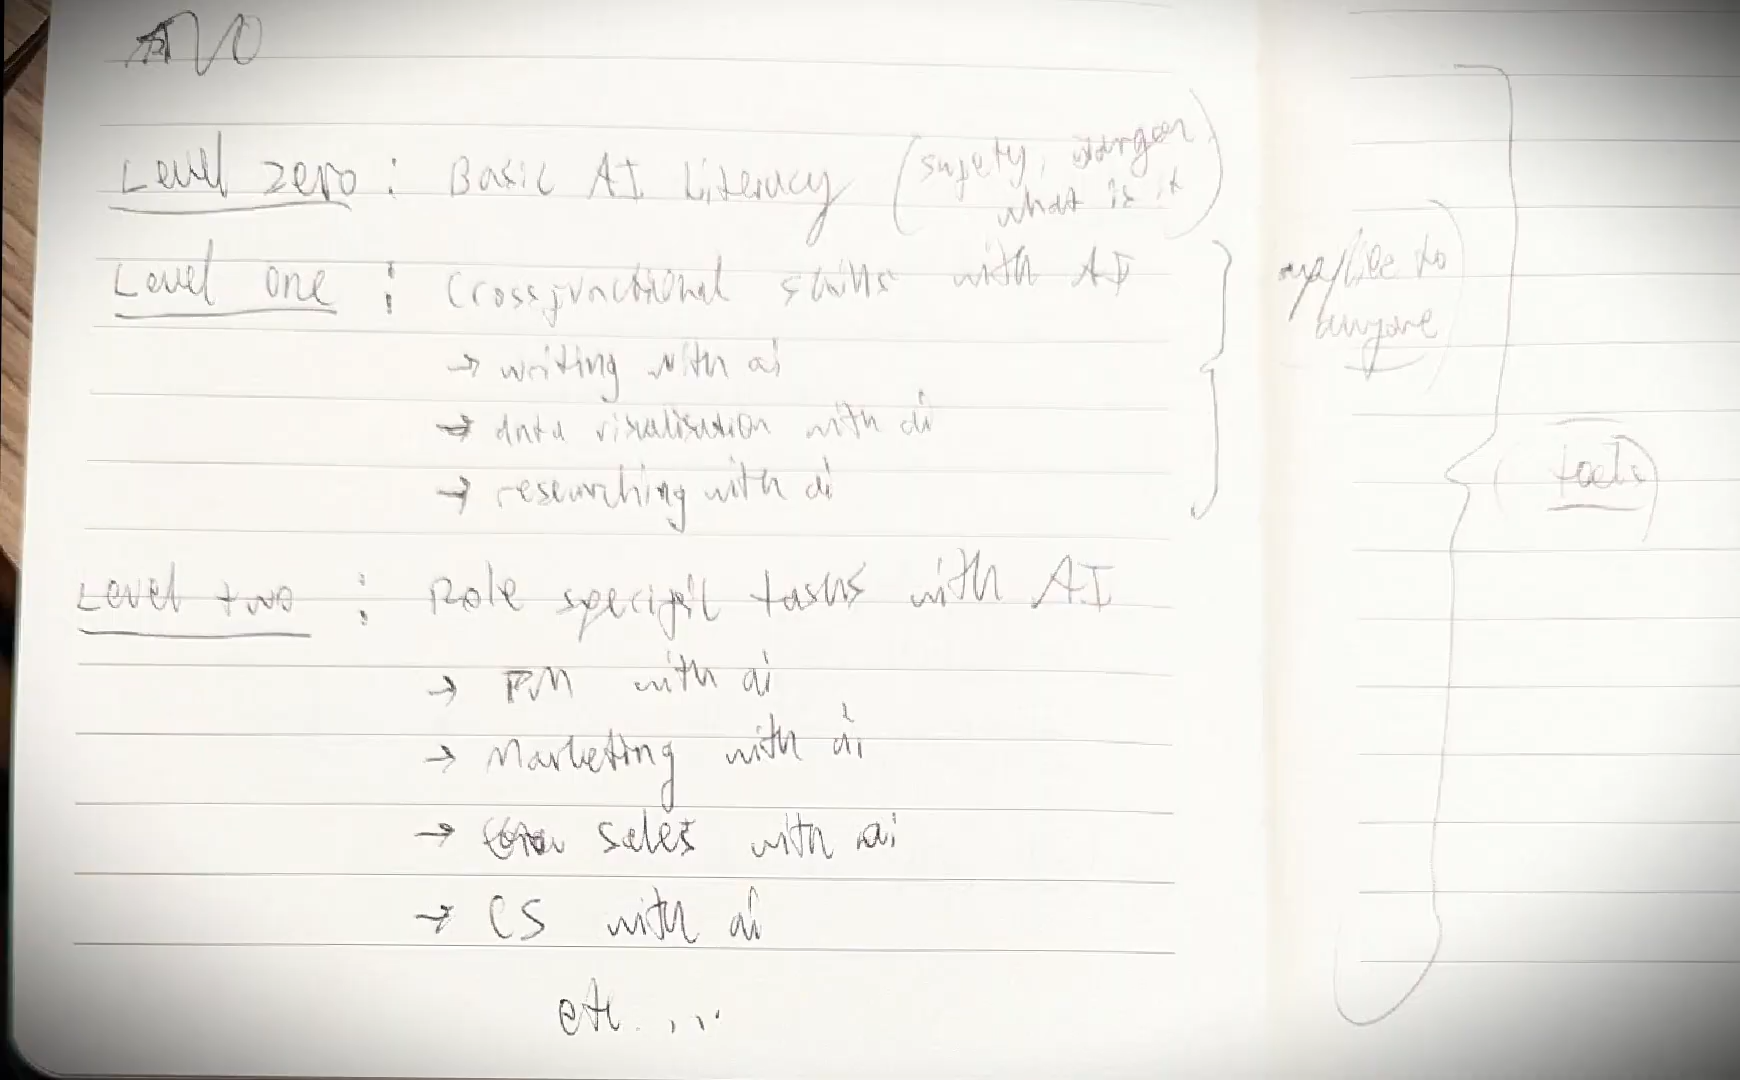 Level zero : Basic AI Literacy (safety, jargon, what is it)
Level one : Crossfunctional skills with AI
→ writing with ai
→ data visualisation with ai
→ researching with ai
applies to
anyone
tools
Level two : Role specific tasks with AI
→ PM with ai
→ Marketing with ai
→ sales with ai
→ CS with ai
etc....